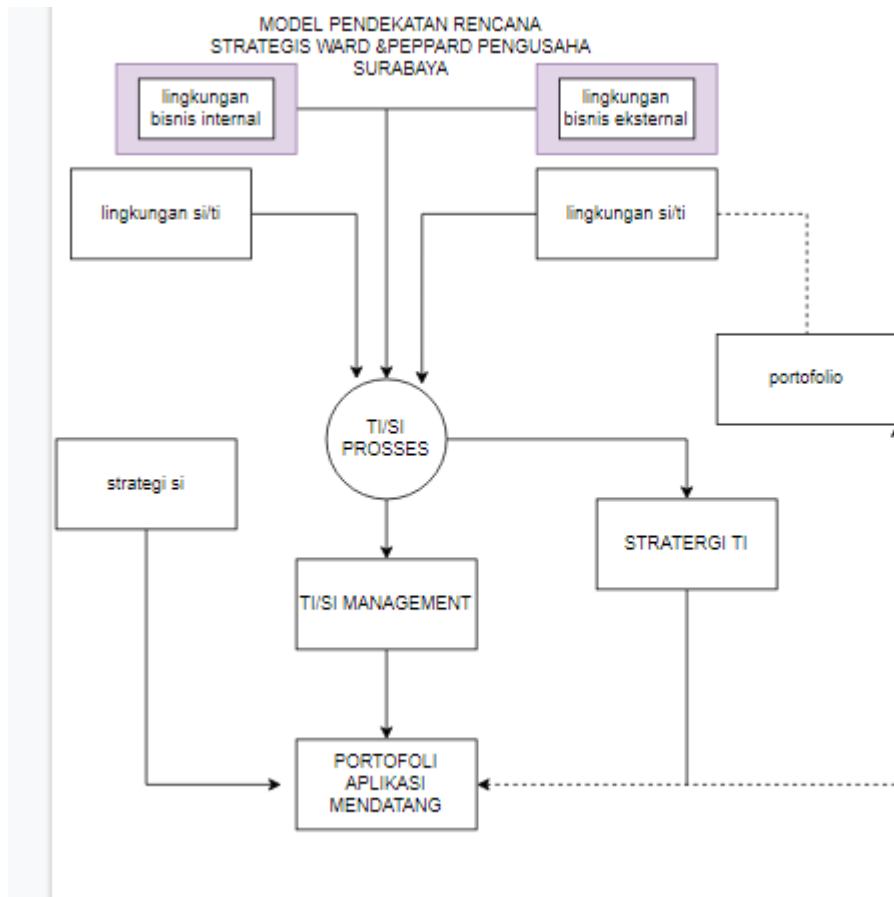 MODEL PENDEKATAN RENCANA
STRATEGIS WARD &PEPPARD PENGUSAHA
SURABAYA
lingkungan
bisnis internal
lingkungan
bisnis eksternal
lingkungan si/ti
lingkungan si/ti
portofolio
TI/SI
PROSSES
strategi si
STRATERGI TI
TI/SI MANAGEMENT
PORTOFOLI
APLIKASI
MENDATANG